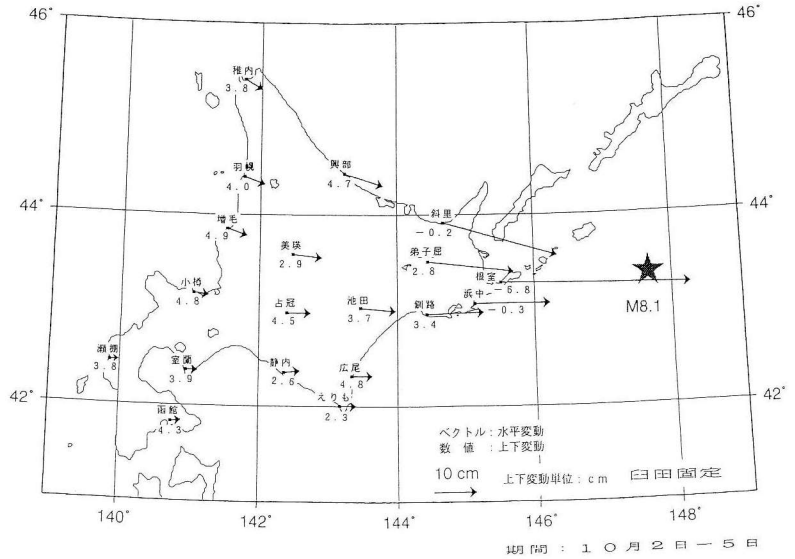 46°
46°
稚内
3.8
羽幌
4.0
興部
4.7
44°
44°
増毛
4.9
斜里
-0.2
美瑛
2.9
弟子屈
2.8
根室
-6.8
小樽
4.8
浜中
-0.3
占冠
4.5
池田
3.7
釧路
3.4
M8.1
瀬棚
3.8
室蘭
3.9
静内
2.6
広尾
4.8
42°
42°
えりも
2.3
函館
4.3
ベクトル:水平変動
数 値 :上下変動
10 cm
上下変動単位:cm
臼田固定
140°
142°
144°
146°
148°
期間:10月2日-5日